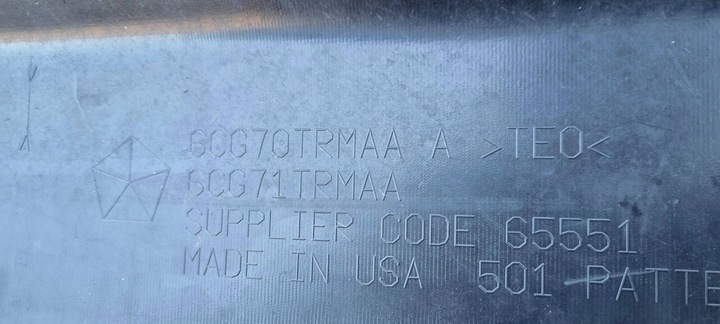 6CG70TRMAA A >TEO<
6CG71TRMAA
SUPPLIER CODE 65551
MADE IN USA 501 PATTE